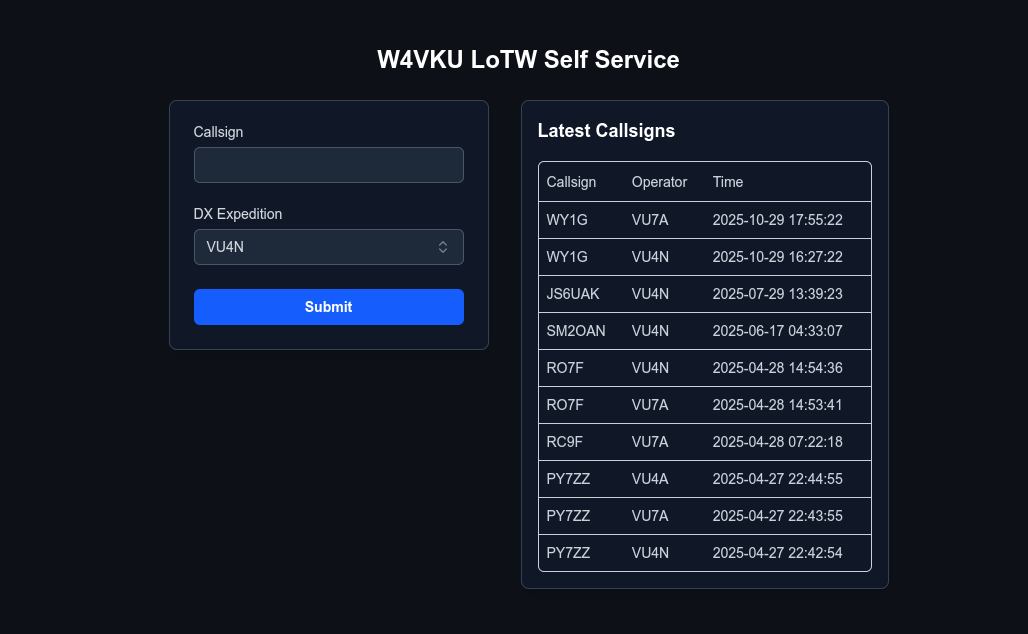 W4VKU LoTW Self Service
Callsign
DX Expedition
VU4N
Submit
Latest Callsigns
Callsign Operator Time
WY1G VU7A 2025-10-29 17:55:22
WY1G VU4N 2025-10-29 16:27:22
JS6UAK VU4N 2025-07-29 13:39:23
SM2OAN VU4N 2025-06-17 04:33:07
RO7F VU4N 2025-04-28 14:54:36
RO7F VU7A 2025-04-28 14:53:41
RC9F VU7A 2025-04-28 07:22:18
PY7ZZ VU4A 2025-04-27 22:44:55
PY7ZZ VU7A 2025-04-27 22:43:55
PY7ZZ VU4N 2025-04-27 22:42:54